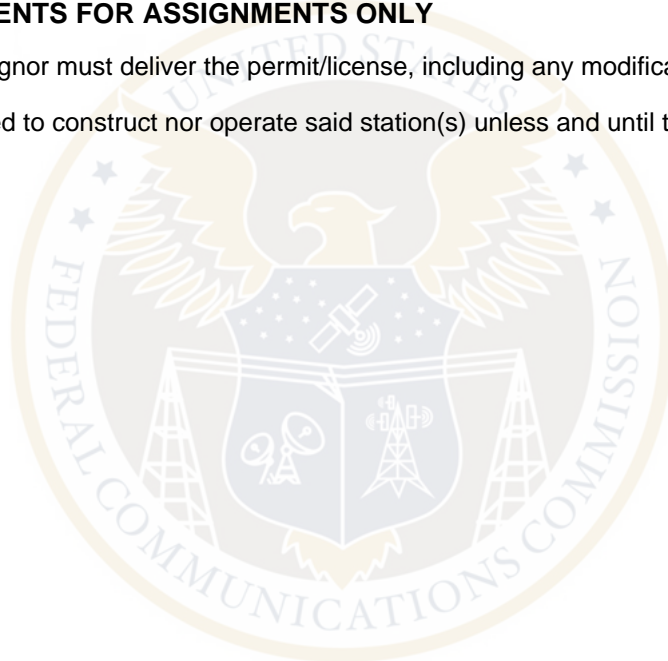 ENTS FOR ASSIGNMENTS ONLY
gnor must deliver the permit/license, including any modifica
ed to construct nor operate said station(s) unless and until t
UNITED STATES
FEDERAL COMMUNICATIONS COMMISSION